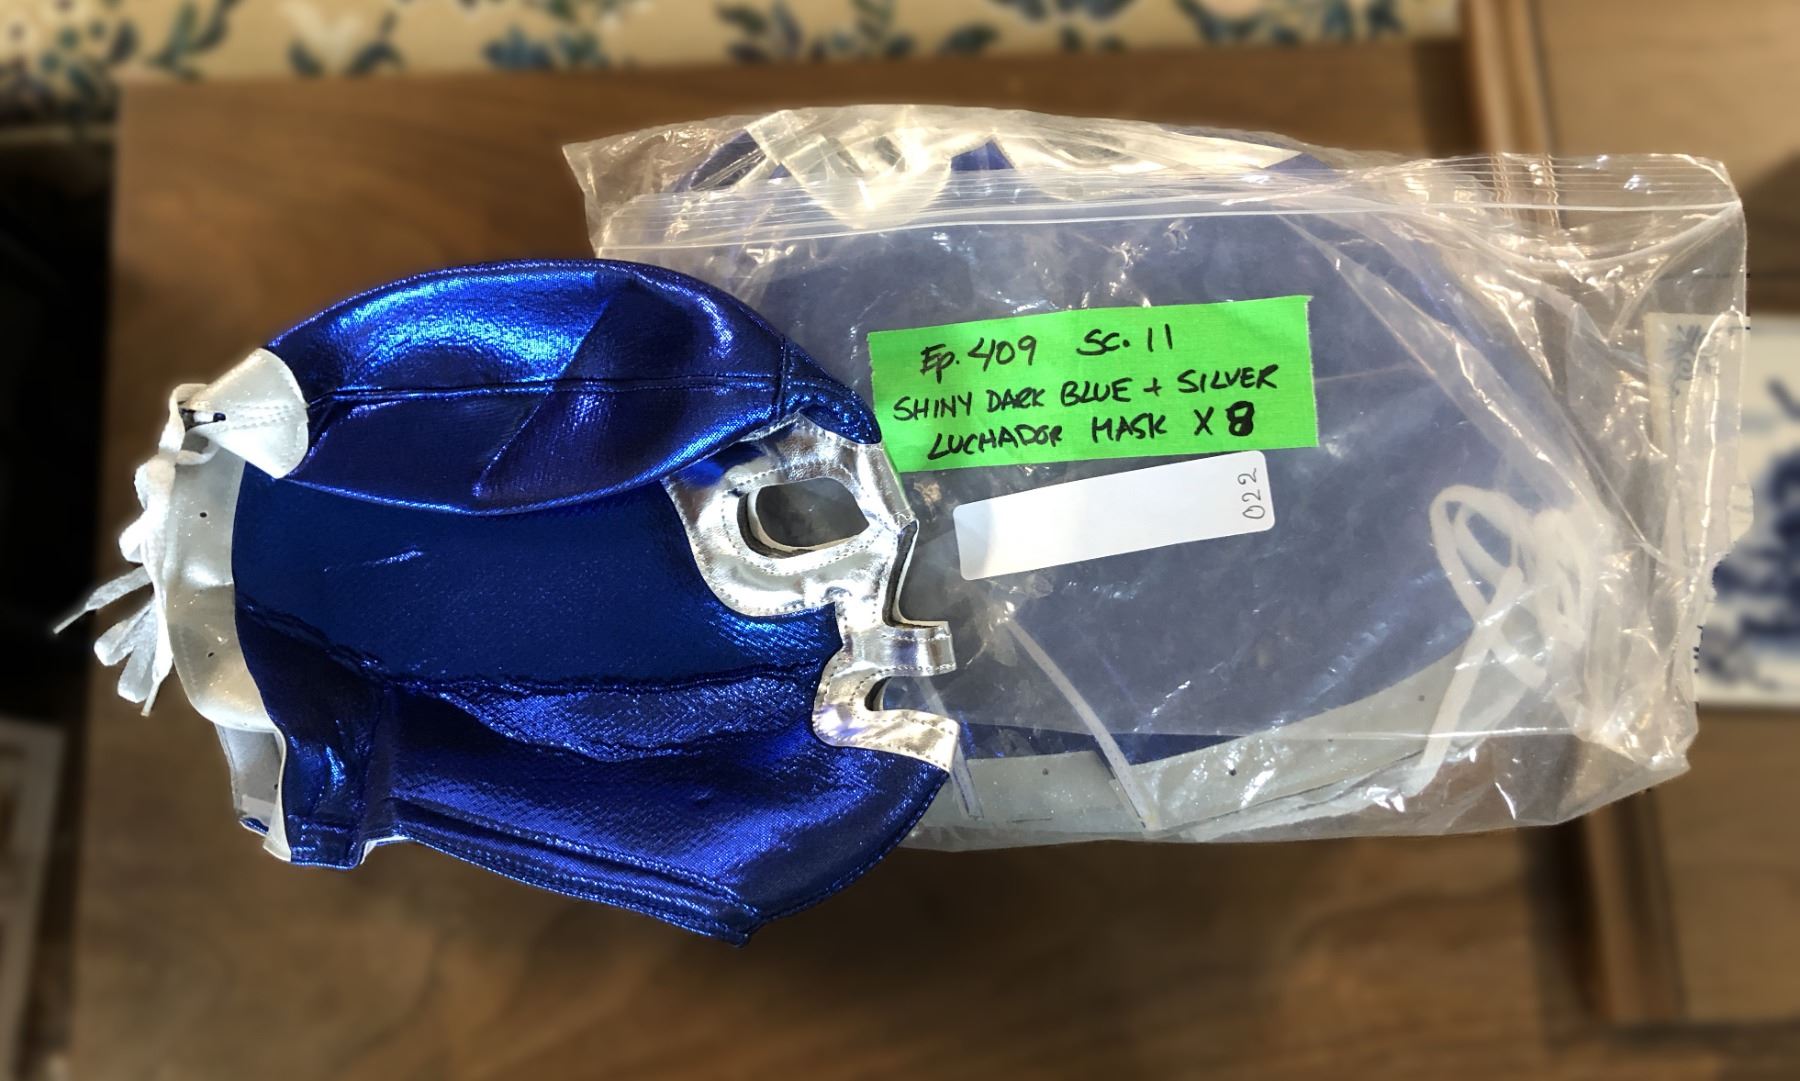 Ep. 409 Sc. 11
SHINY DARK BLUE + SILVER
LUCHADOR MASK X 8
022